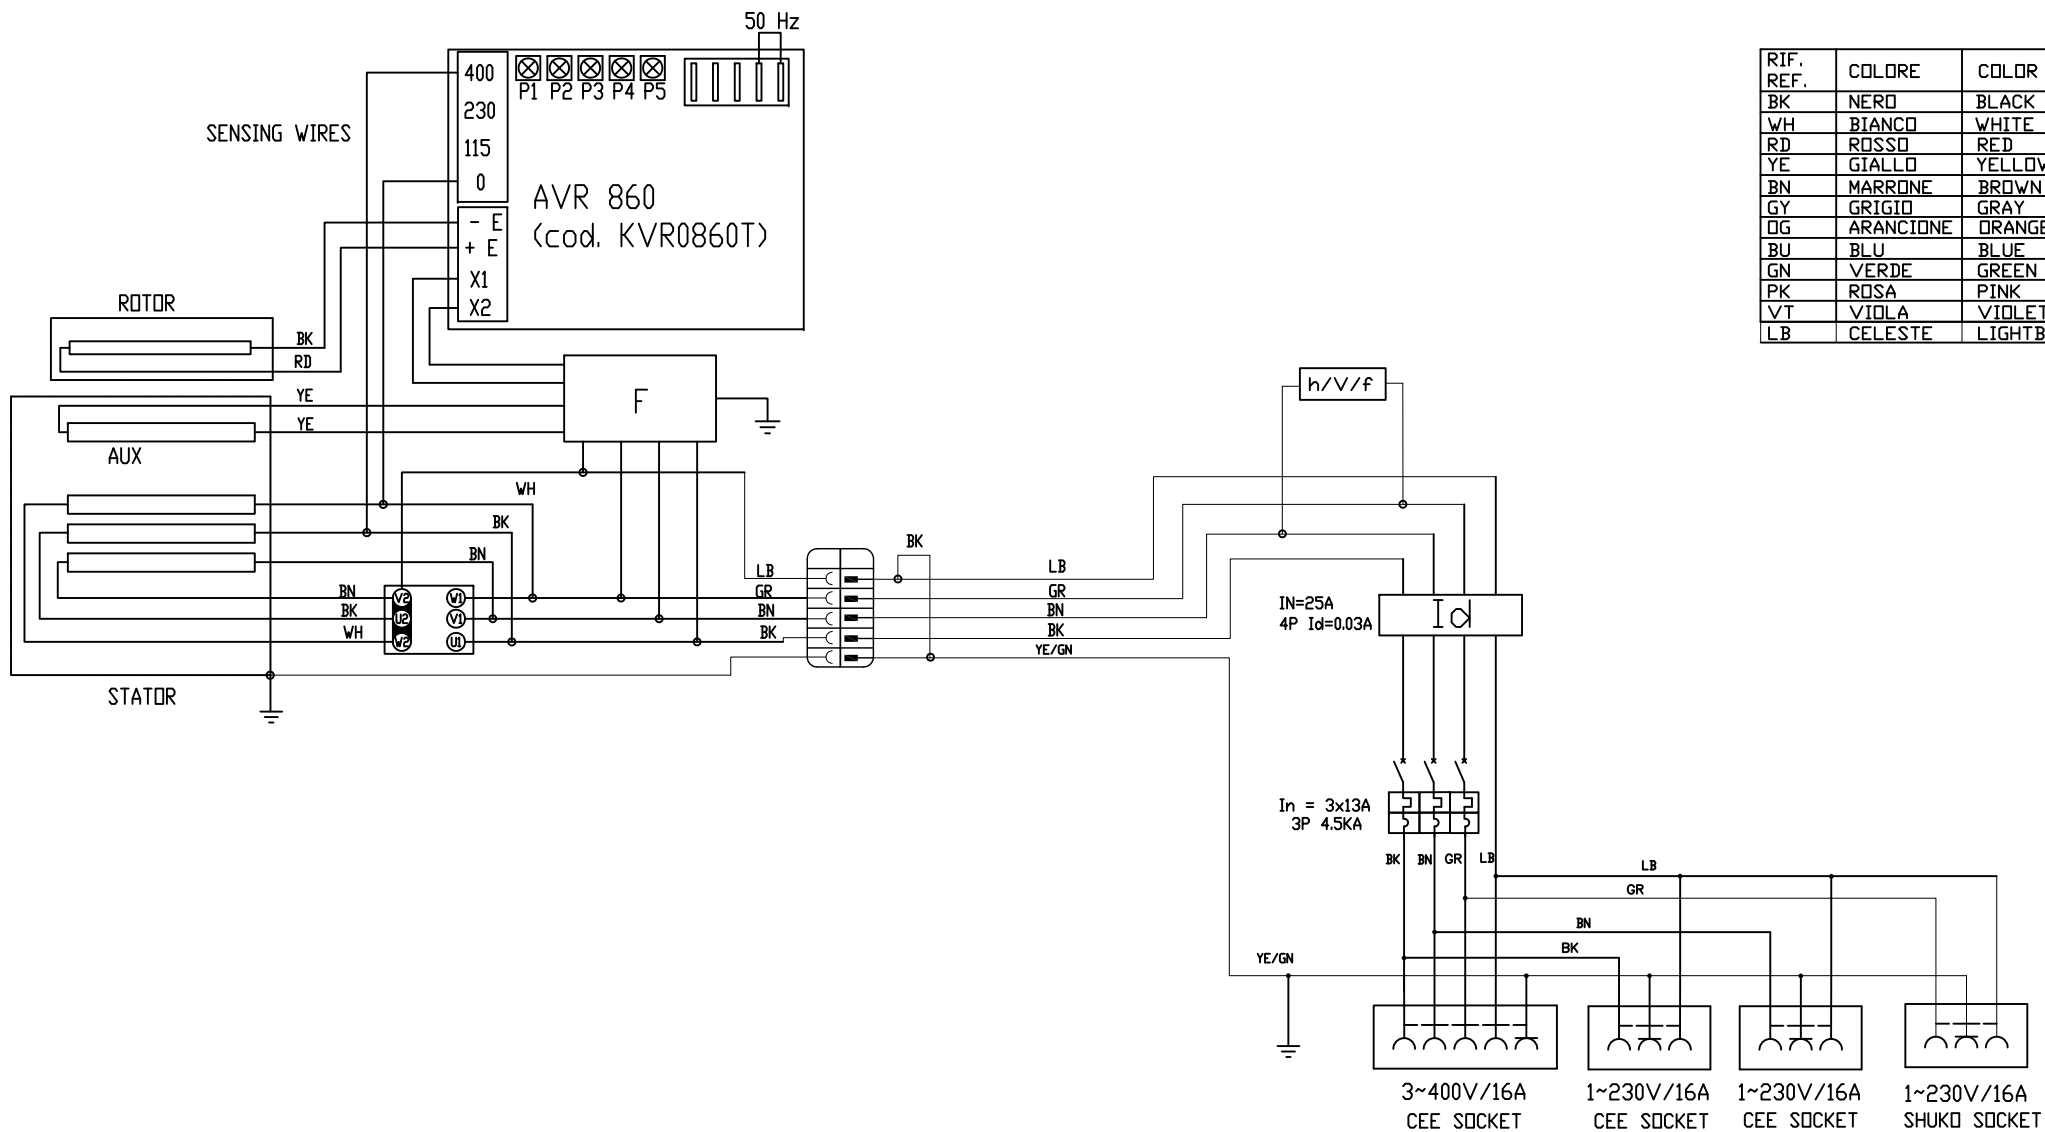 50 Hz
400
230
115
0
P1 P2 P3 P4 P5
SENSING WIRES
AVR 860
(cod. KVR0860T)
- E
+ E
X1
X2
ROTOR
BK
RD
YE
YE
AUX
F
WH
BK
BN
BN
BK
WH
V2
U2
W2
W1
V1
U1
STATOR
LB
GR
BN
BK
BK
LB
GR
BN
BK
YE/GN
h/V/f
IN=25A
4P Id=0.03A
Id
In = 3x13A
3P 4.5KA
BK BN GR LB
LB
GR
BN
BK
YE/GN
3~400V/16A
CEE SOCKET
1~230V/16A
CEE SOCKET
1~230V/16A
CEE SOCKET
1~230V/16A
SHUKO SOCKET
RIF.
REF. COLORE COLOR
BK NERO BLACK
WH BIANCO WHITE
RD ROSSO RED
YE GIALLO YELLOW
BN MARRONE BROWN
GY GRIGIO GRAY
OG ARANCIONE ORANGE
BU BLU BLUE
GN VERDE GREEN
PK ROSA PINK
VT VIOLA VIOLET
LB CELESTE LIGHTB